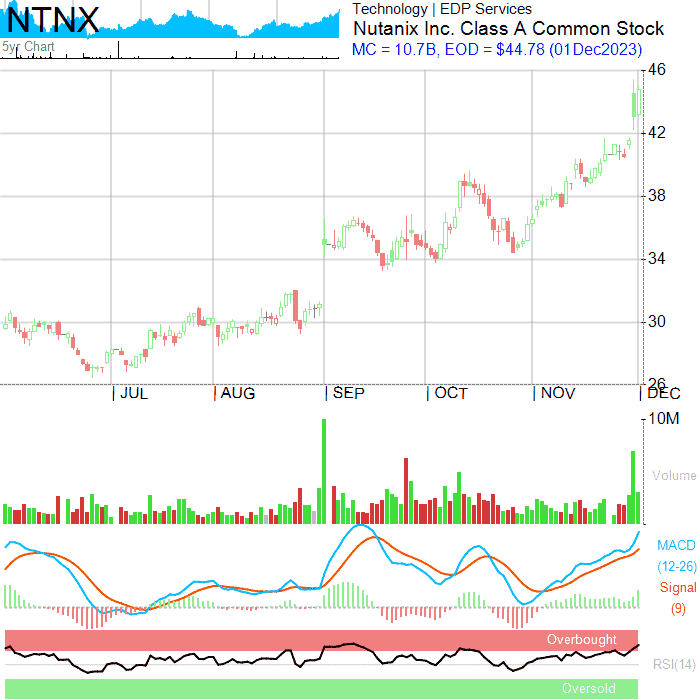 NTNX
5yr Chart
Technology | EDP Services
Nutanix Inc. Class A Common Stock
MC = 10.7B, EOD = $44.78 (01Dec2023)
46
42
38
34
30
26
JUL
AUG
SEP
OCT
NOV
DEC
10M
Volume
MACD
(12-26)
Signal
(9)
Overbought
RSI(14)
Oversold